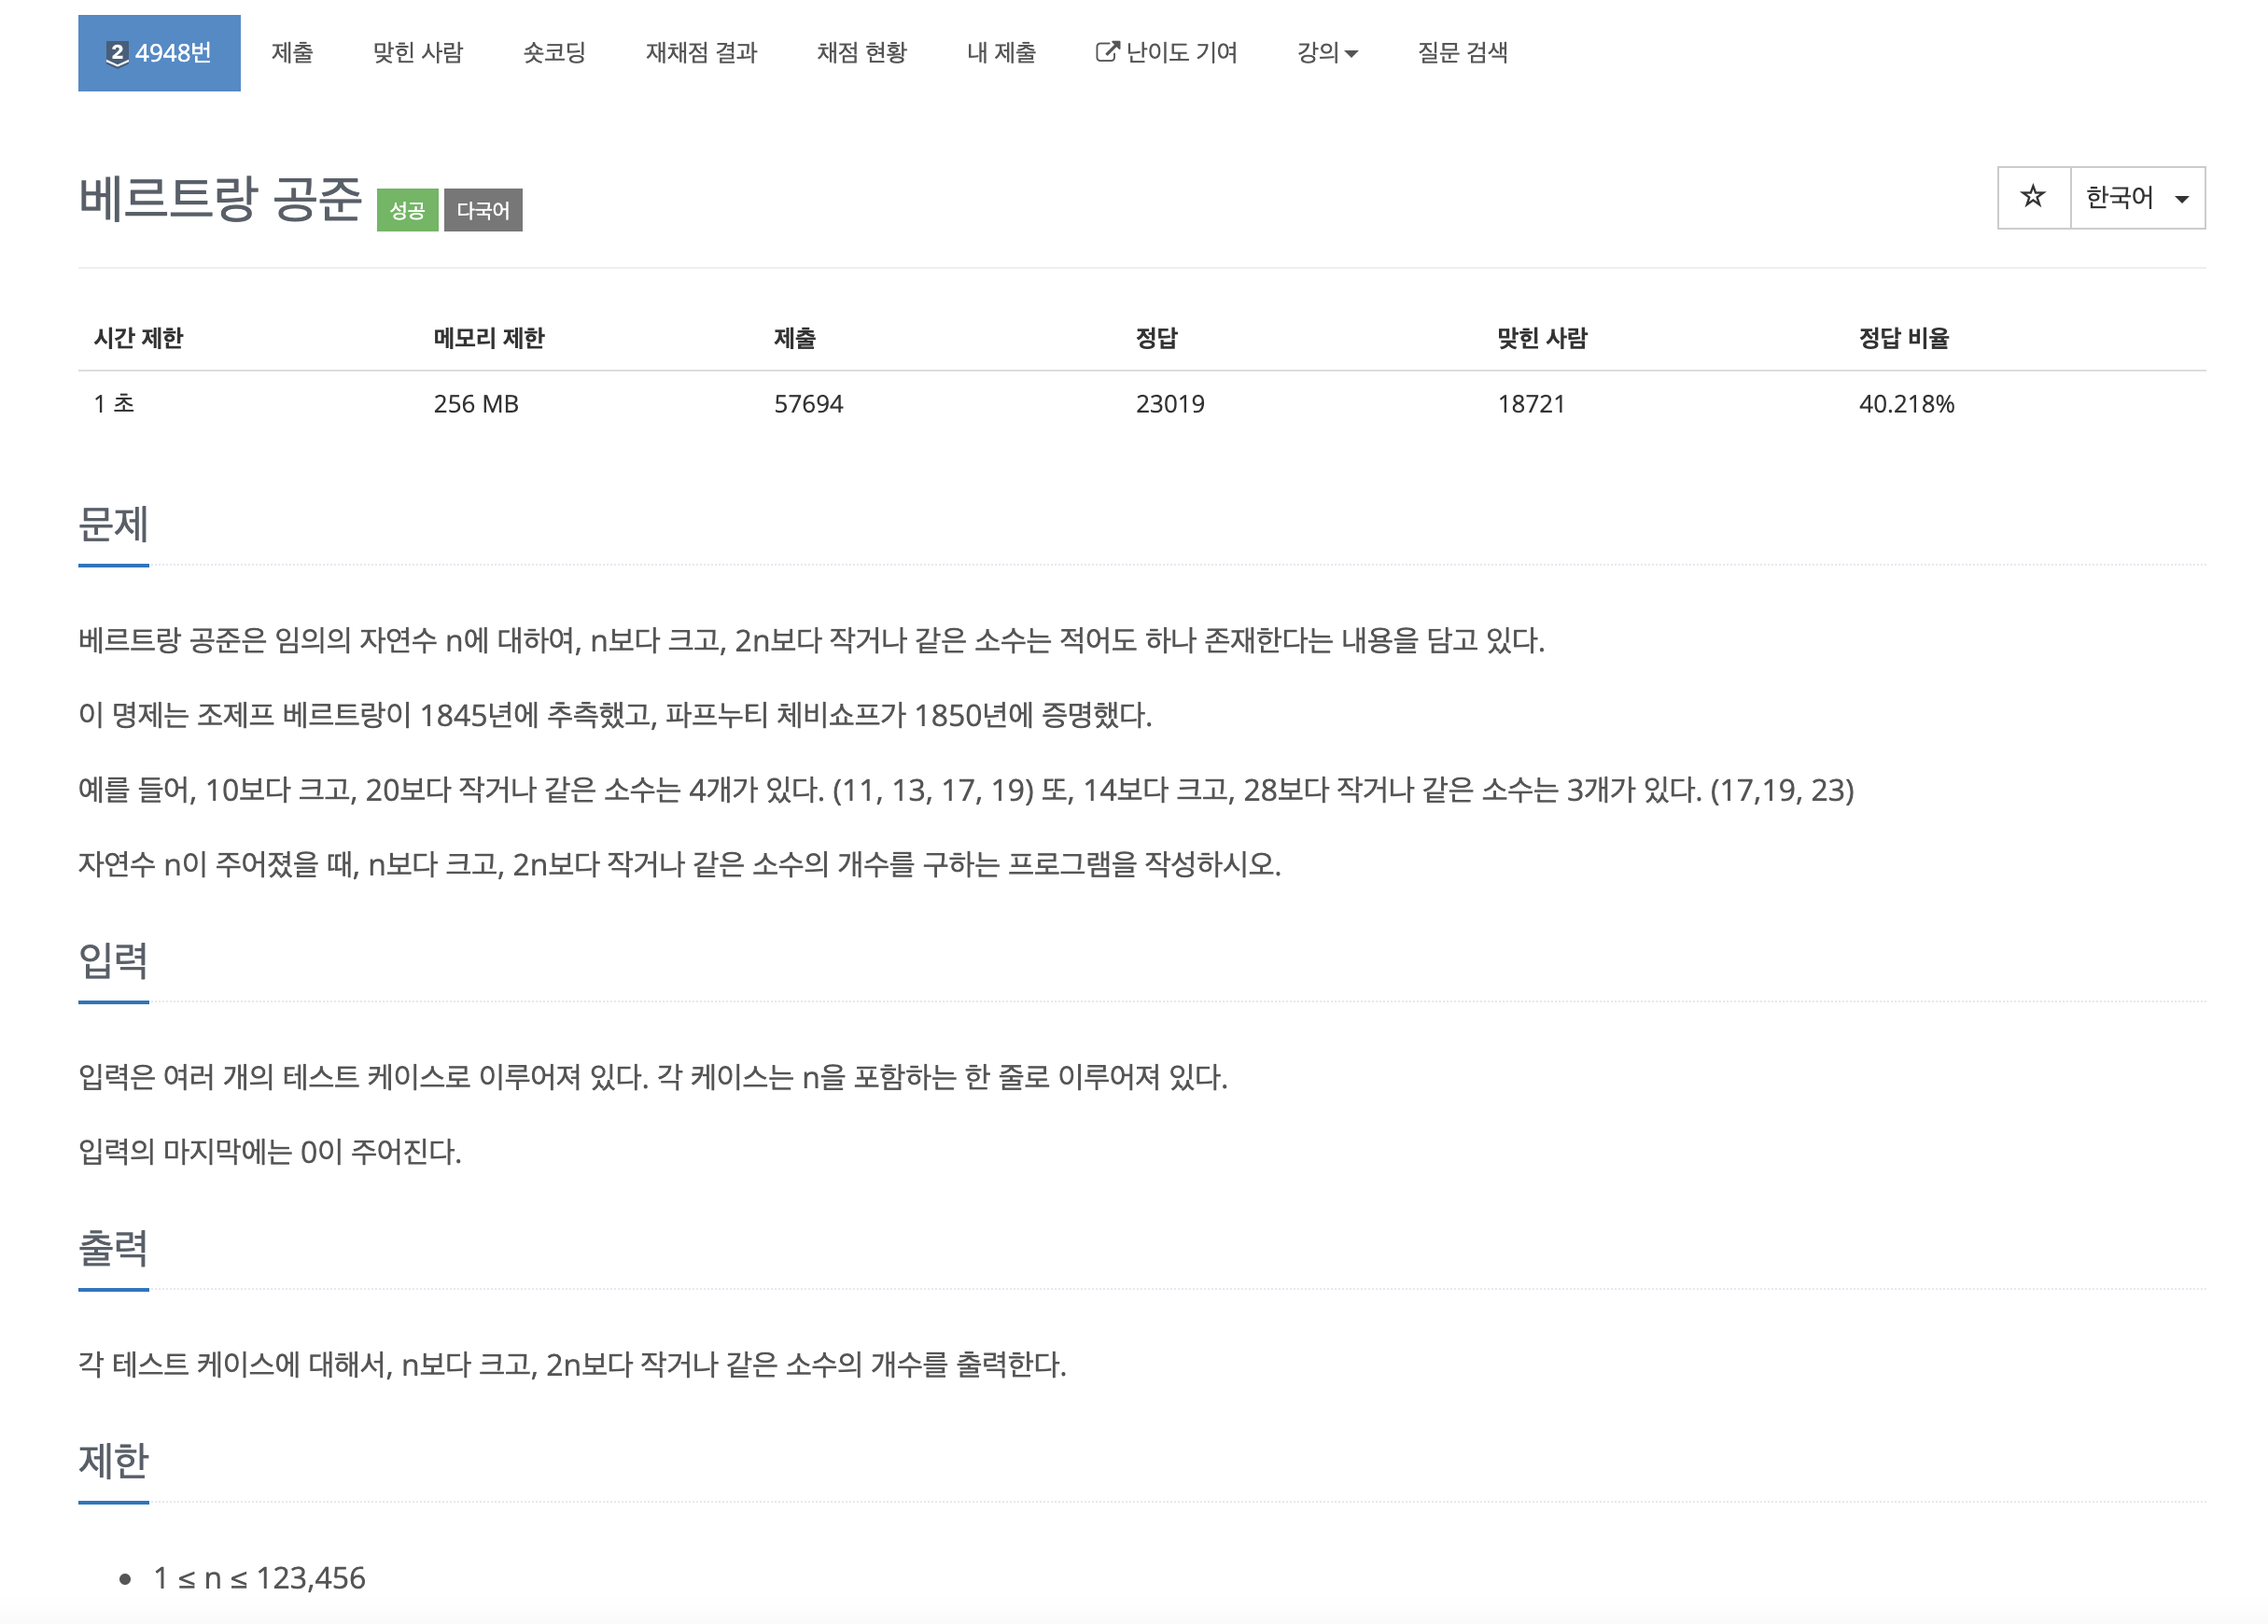 2 4948번 제출 맞힌 사람 숏코딩 재채점 결과 채점 현황 내 제출 난이도 기여 강의 질문 검색
베르트랑 공준 성공 다국어 한국어
시간 제한 메모리 제한 제출 정답 맞힌 사람 정답 비율
1 초 256 MB 57694 23019 18721 40.218%
문제
베르트랑 공준은 임의의 자연수 n에 대하여, n보다 크고, 2n보다 작거나 같은 소수는 적어도 하나 존재한다는 내용을 담고 있다.
이 명제는 조제프 베르트랑이 1845년에 추측했고, 파프누티 체비쇼프가 1850년에 증명했다.
예를 들어, 10보다 크고, 20보다 작거나 같은 소수는 4개가 있다. (11, 13, 17, 19) 또, 14보다 크고, 28보다 작거나 같은 소수는 3개가 있다. (17,19, 23)
자연수 n이 주어졌을 때, n보다 크고, 2n보다 작거나 같은 소수의 개수를 구하는 프로그램을 작성하시오.
입력
입력은 여러 개의 테스트 케이스로 이루어져 있다. 각 케이스는 n을 포함하는 한 줄로 이루어져 있다.
입력의 마지막에는 0이 주어진다.
출력
각 테스트 케이스에 대해서, n보다 크고, 2n보다 작거나 같은 소수의 개수를 출력한다.
제한
• 1 ≤ n ≤ 123,456